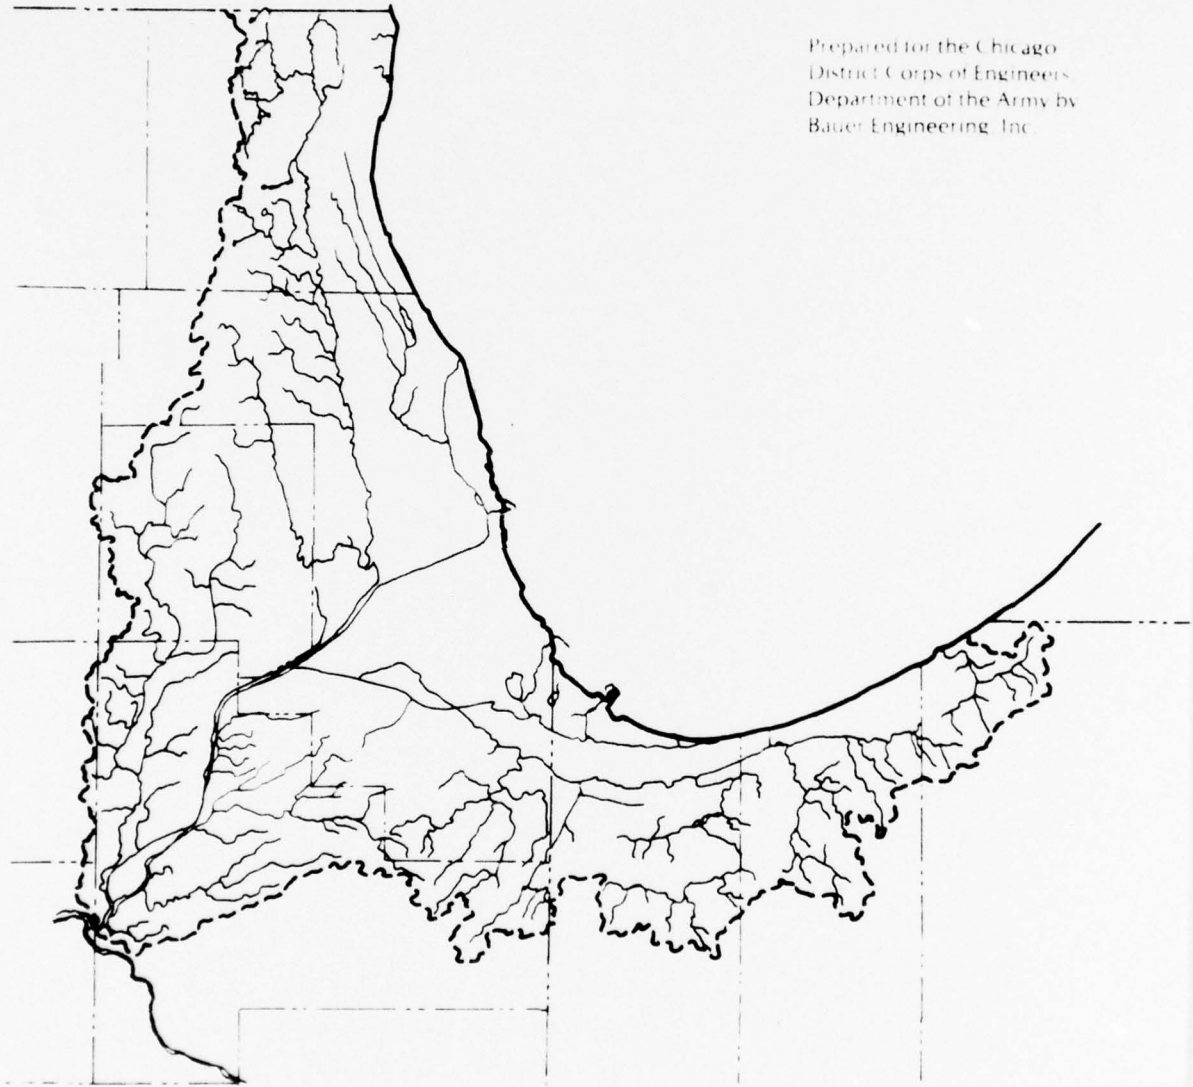 Prepared for the Chicago
District Corps of Engineers
Department of the Army by
Bauer Engineering, Inc.